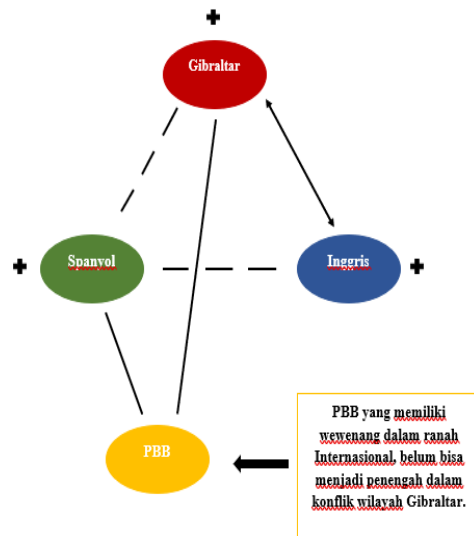 Gibraltar
Spanyol
Inggris
PBB
PBB yang memiliki
wewenang dalam ranah
Internasional, belum bisa
menjadi penengah dalam
konflik wilayah Gibraltar.